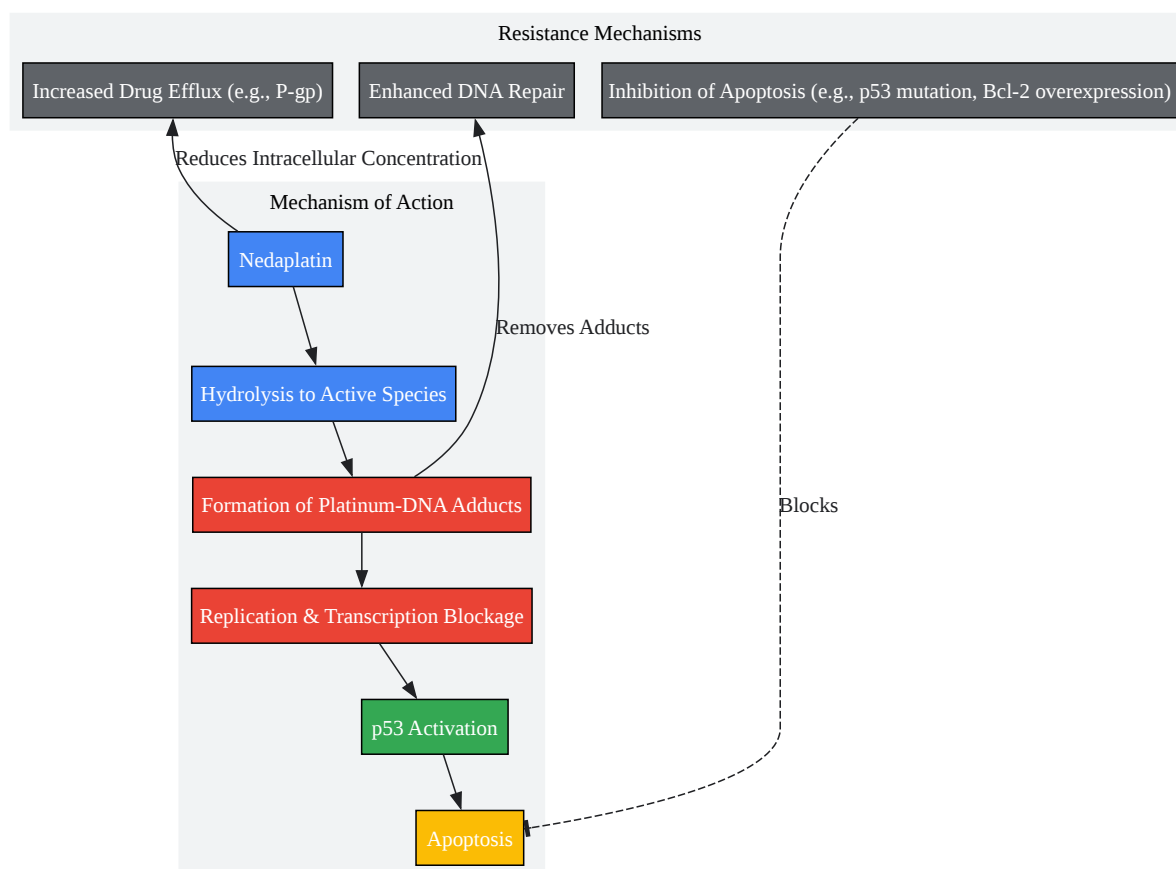 Resistance Mechanisms
Increased Drug Efflux (e.g., P-gp)
Enhanced DNA Repair
Inhibition of Apoptosis (e.g., p53 mutation, Bcl-2 overexpression)
Reduces Intracellular Concentration
Mechanism of Action
Nedaplatin
Removes Adducts
Hydrolysis to Active Species
Formation of Platinum-DNA Adducts
Blocks
Replication & Transcription Blockage
p53 Activation
Apoptosis